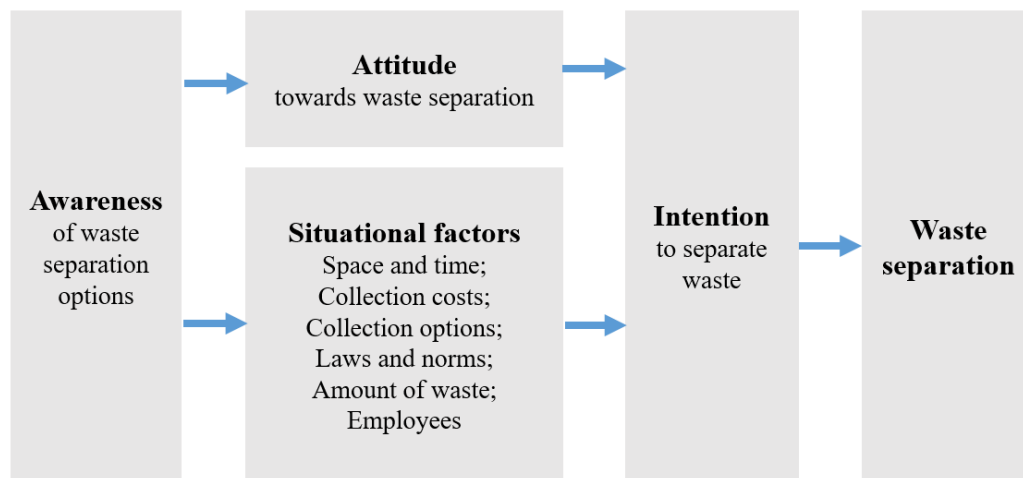 Awareness
of waste
separation
options
Attitude
towards waste separation
Situational factors
Space and time;
Collection costs;
Collection options;
Laws and norms;
Amount of waste;
Employees
Intention
to separate
waste
Waste
separation